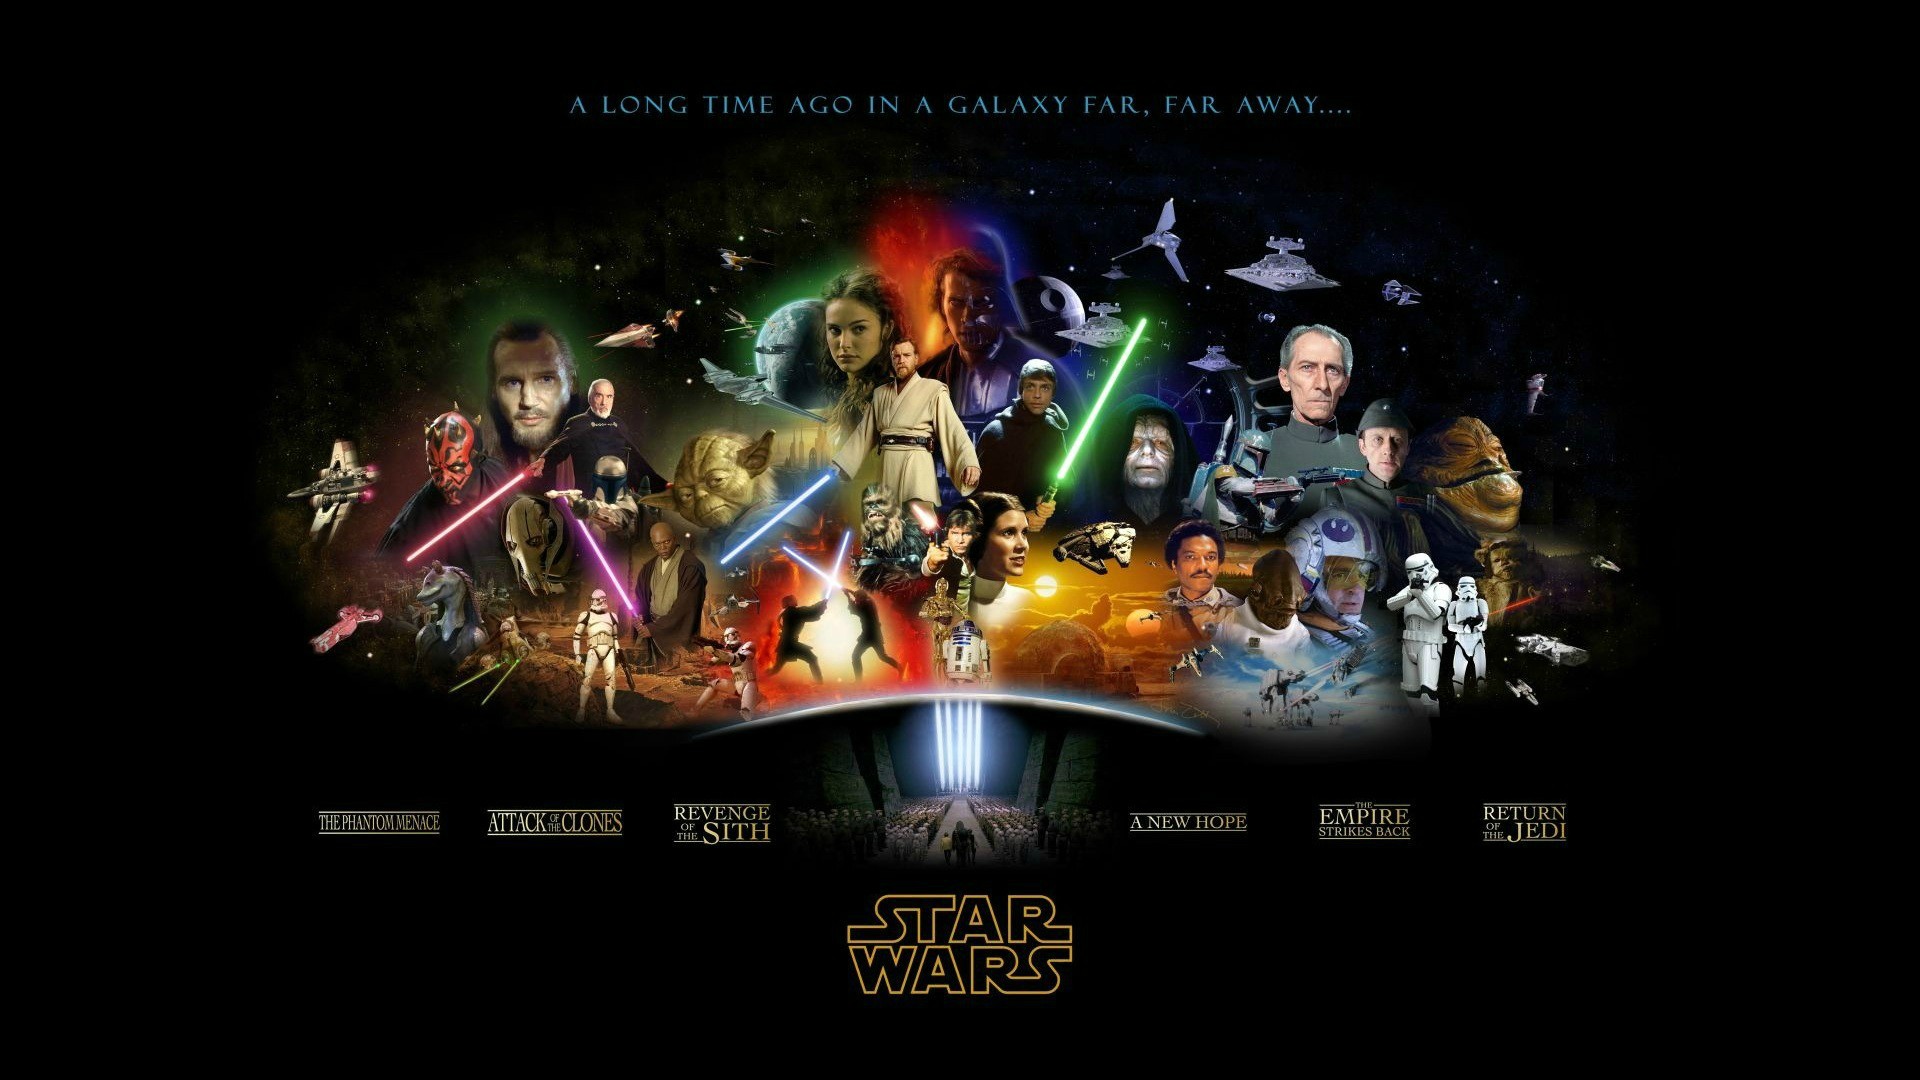 A LONG TIME AGO IN A GALAXY FAR, FAR AWAY....
THE PHANTOM MENACE
ATTACK OF THE CLONES
REVENGE
OF THE SITH
A NEW HOPE
THE
EMPIRE
STRIKES BACK
RETURN
OF THE JEDI
STAR
WARS